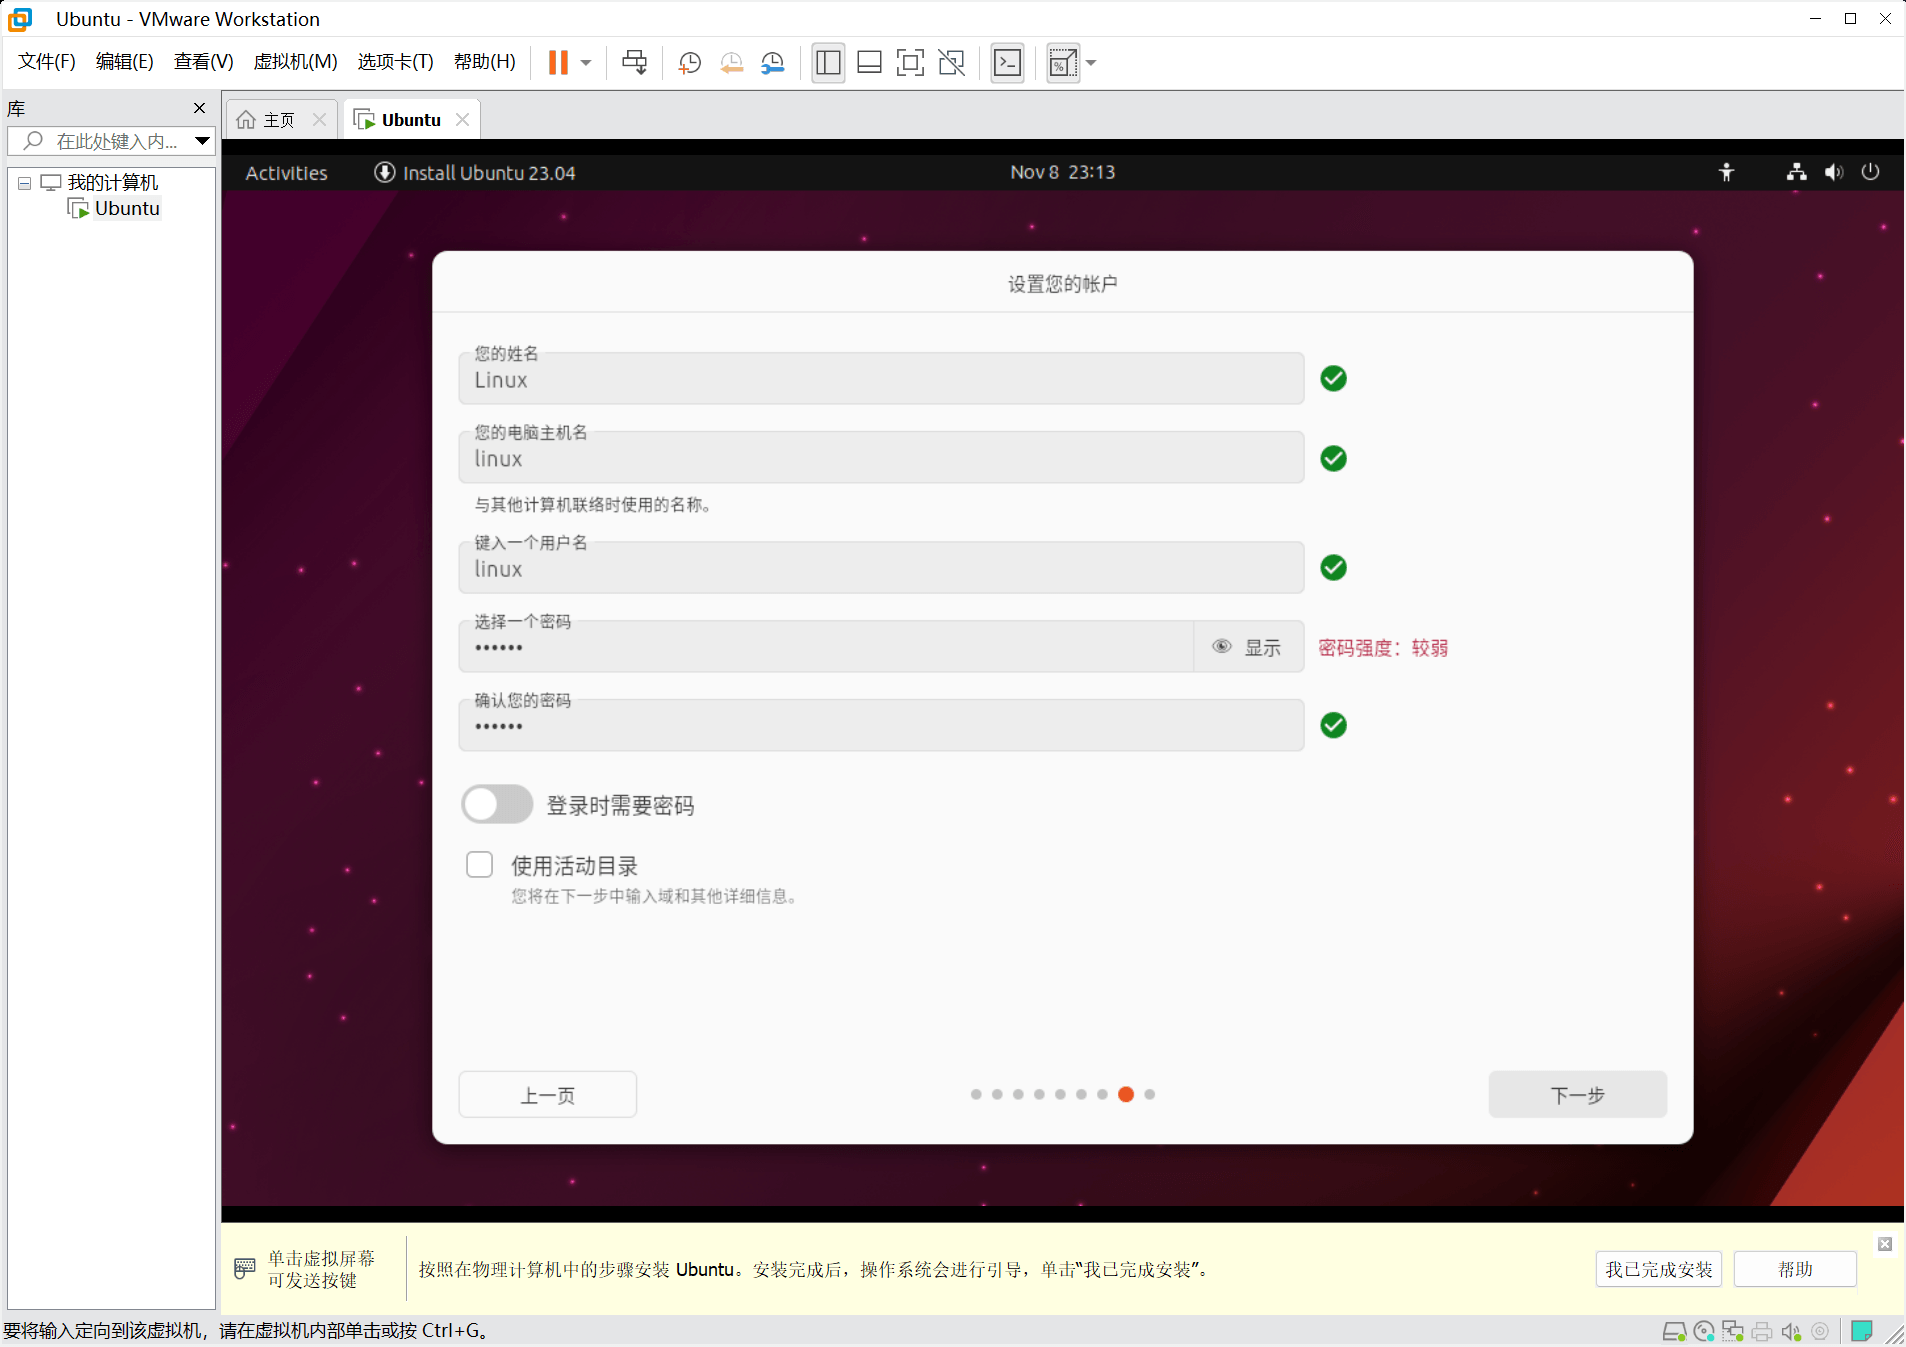 Ubuntu - VMware Workstation
文件(F) 编辑(E) 查看(V) 虚拟机(M) 选项卡(T) 帮助(H)
库
在此处键入内...
我的计算机
Ubuntu
主页
Ubuntu
Activities
Install Ubuntu 23.04
Nov 8 23:13
设置您的帐户
您的姓名
Linux
您的电脑主机名
linux
与其他计算机联络时使用的名称。
键入一个用户名
linux
选择一个密码
••••••
显示
密码强度：较弱
确认您的密码
••••••
登录时需要密码
使用活动目录
您将在下一步中输入域和其他详细信息。
上一页
下一步
单击虚拟屏幕
可发送按键
按照在物理计算机中的步骤安装 Ubuntu。安装完成后，操作系统会进行引导，单击“我已完成安装”。
我已完成安装
帮助
要将输入定向到该虚拟机，请在虚拟机内部单击或按 Ctrl+G。